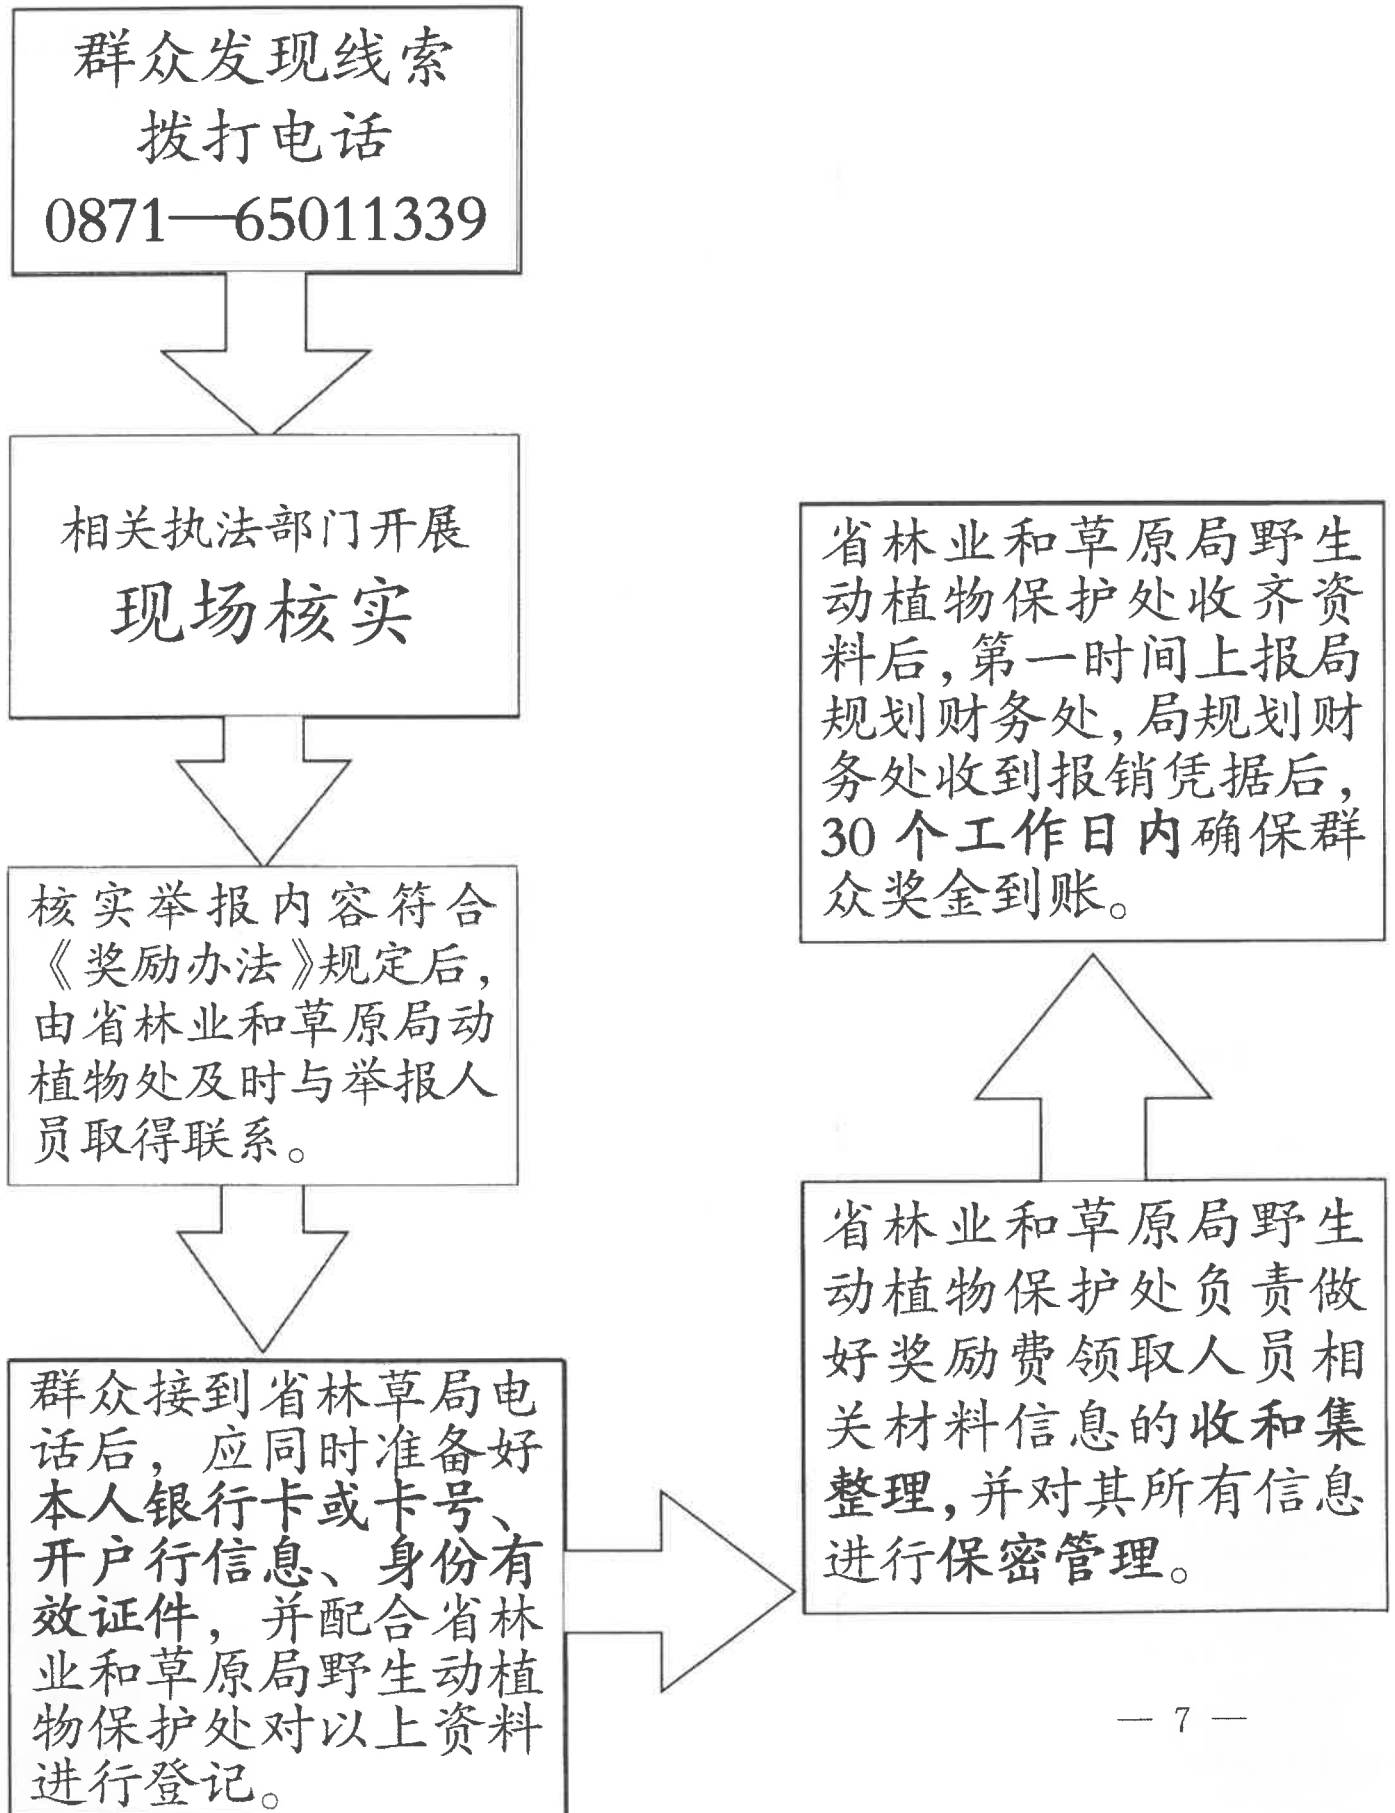 群众发现线索
拨打电话
0871—65011339
相关执法部门开展
现场核实
核实举报内容符合
《奖励办法》规定后，
由省林业和草原局动
植物处及时与举报人
员取得联系。
群众接到省林草局电
话后，应同时准备好
本人银行卡或卡号、
开户行信息、身份有
效证件，并配合省林
业和草原局野生动植
物保护处对以上资料
进行登记。
省林业和草原局野生
动植物保护处负责做
好奖励费领取人员相
关材料信息的收和集
整理，并对其所有信息
进行保密管理。
省林业和草原局野生
动植物保护处收齐资
料后，第一时间上报局
规划财务处，局规划财
务处收到报销凭据后，
30个工作日内确保群
众奖金到账。
— 7 —